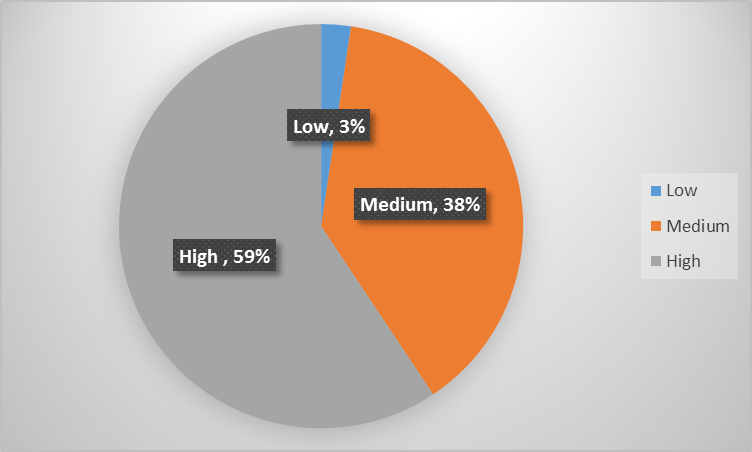 Low, 3%
Medium, 38%
High , 59%
Low
Medium
High